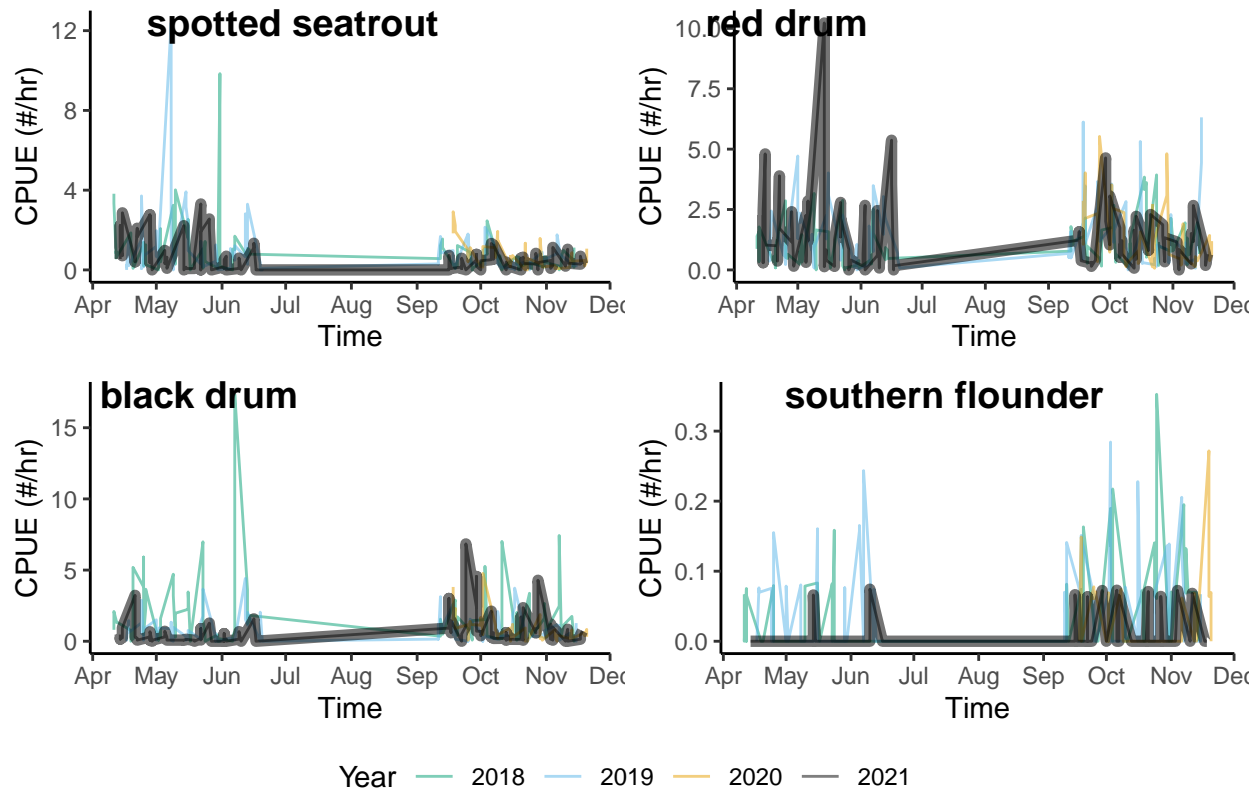 spotted seatrout
CPUE (#/hr)
12
8
4
0
Apr May Jun Jul Aug Sep Oct Nov Dec
Time
red drum
CPUE (#/hr)
10.0
7.5
5.0
2.5
0.0
Apr May Jun Jul Aug Sep Oct Nov Dec
Time
black drum
CPUE (#/hr)
15
10
5
0
Apr May Jun Jul Aug Sep Oct Nov Dec
Time
southern flounder
CPUE (#/hr)
0.3
0.2
0.1
0.0
Apr May Jun Jul Aug Sep Oct Nov Dec
Time
Year 2018 2019 2020 2021